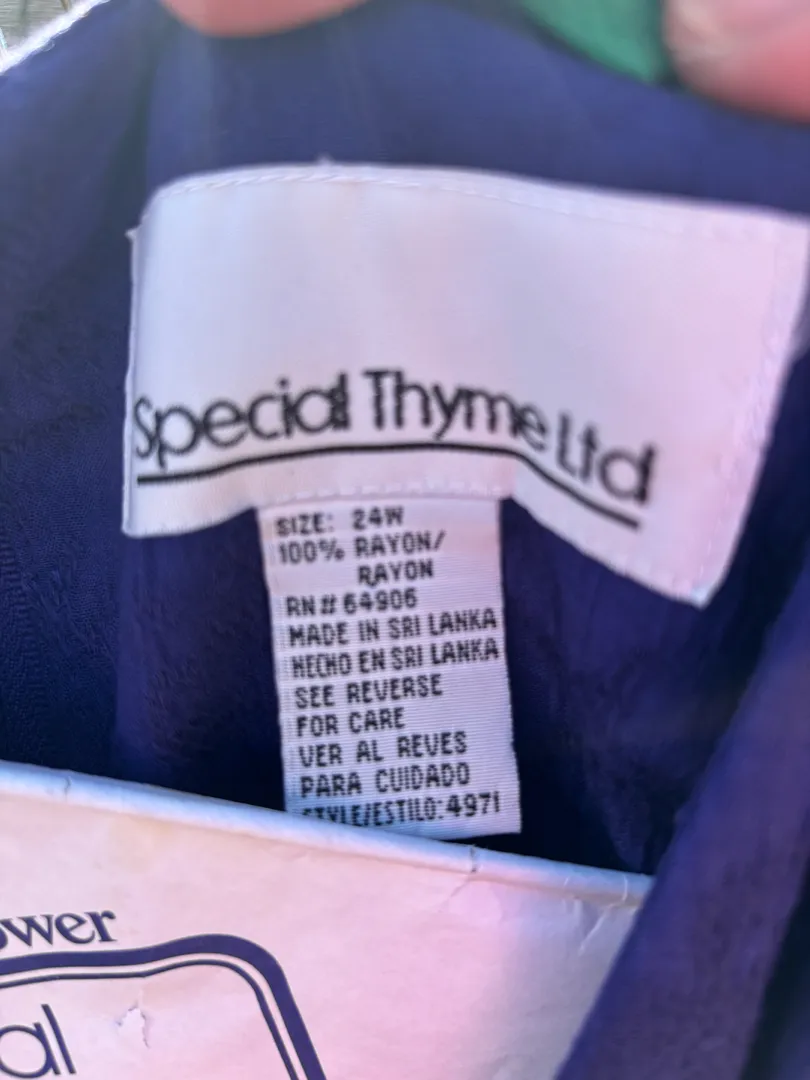 Special Thyme Ltd
SIZE: 24W
100% RAYON/
RAYON
RN # 64906
MADE IN SRI LANKA
HECHO EN SRI LANKA
SEE REVERSE
FOR CARE
VER AL REVES
PARA CUIDADO
STYLE/ESTILO: 4971
ower
al